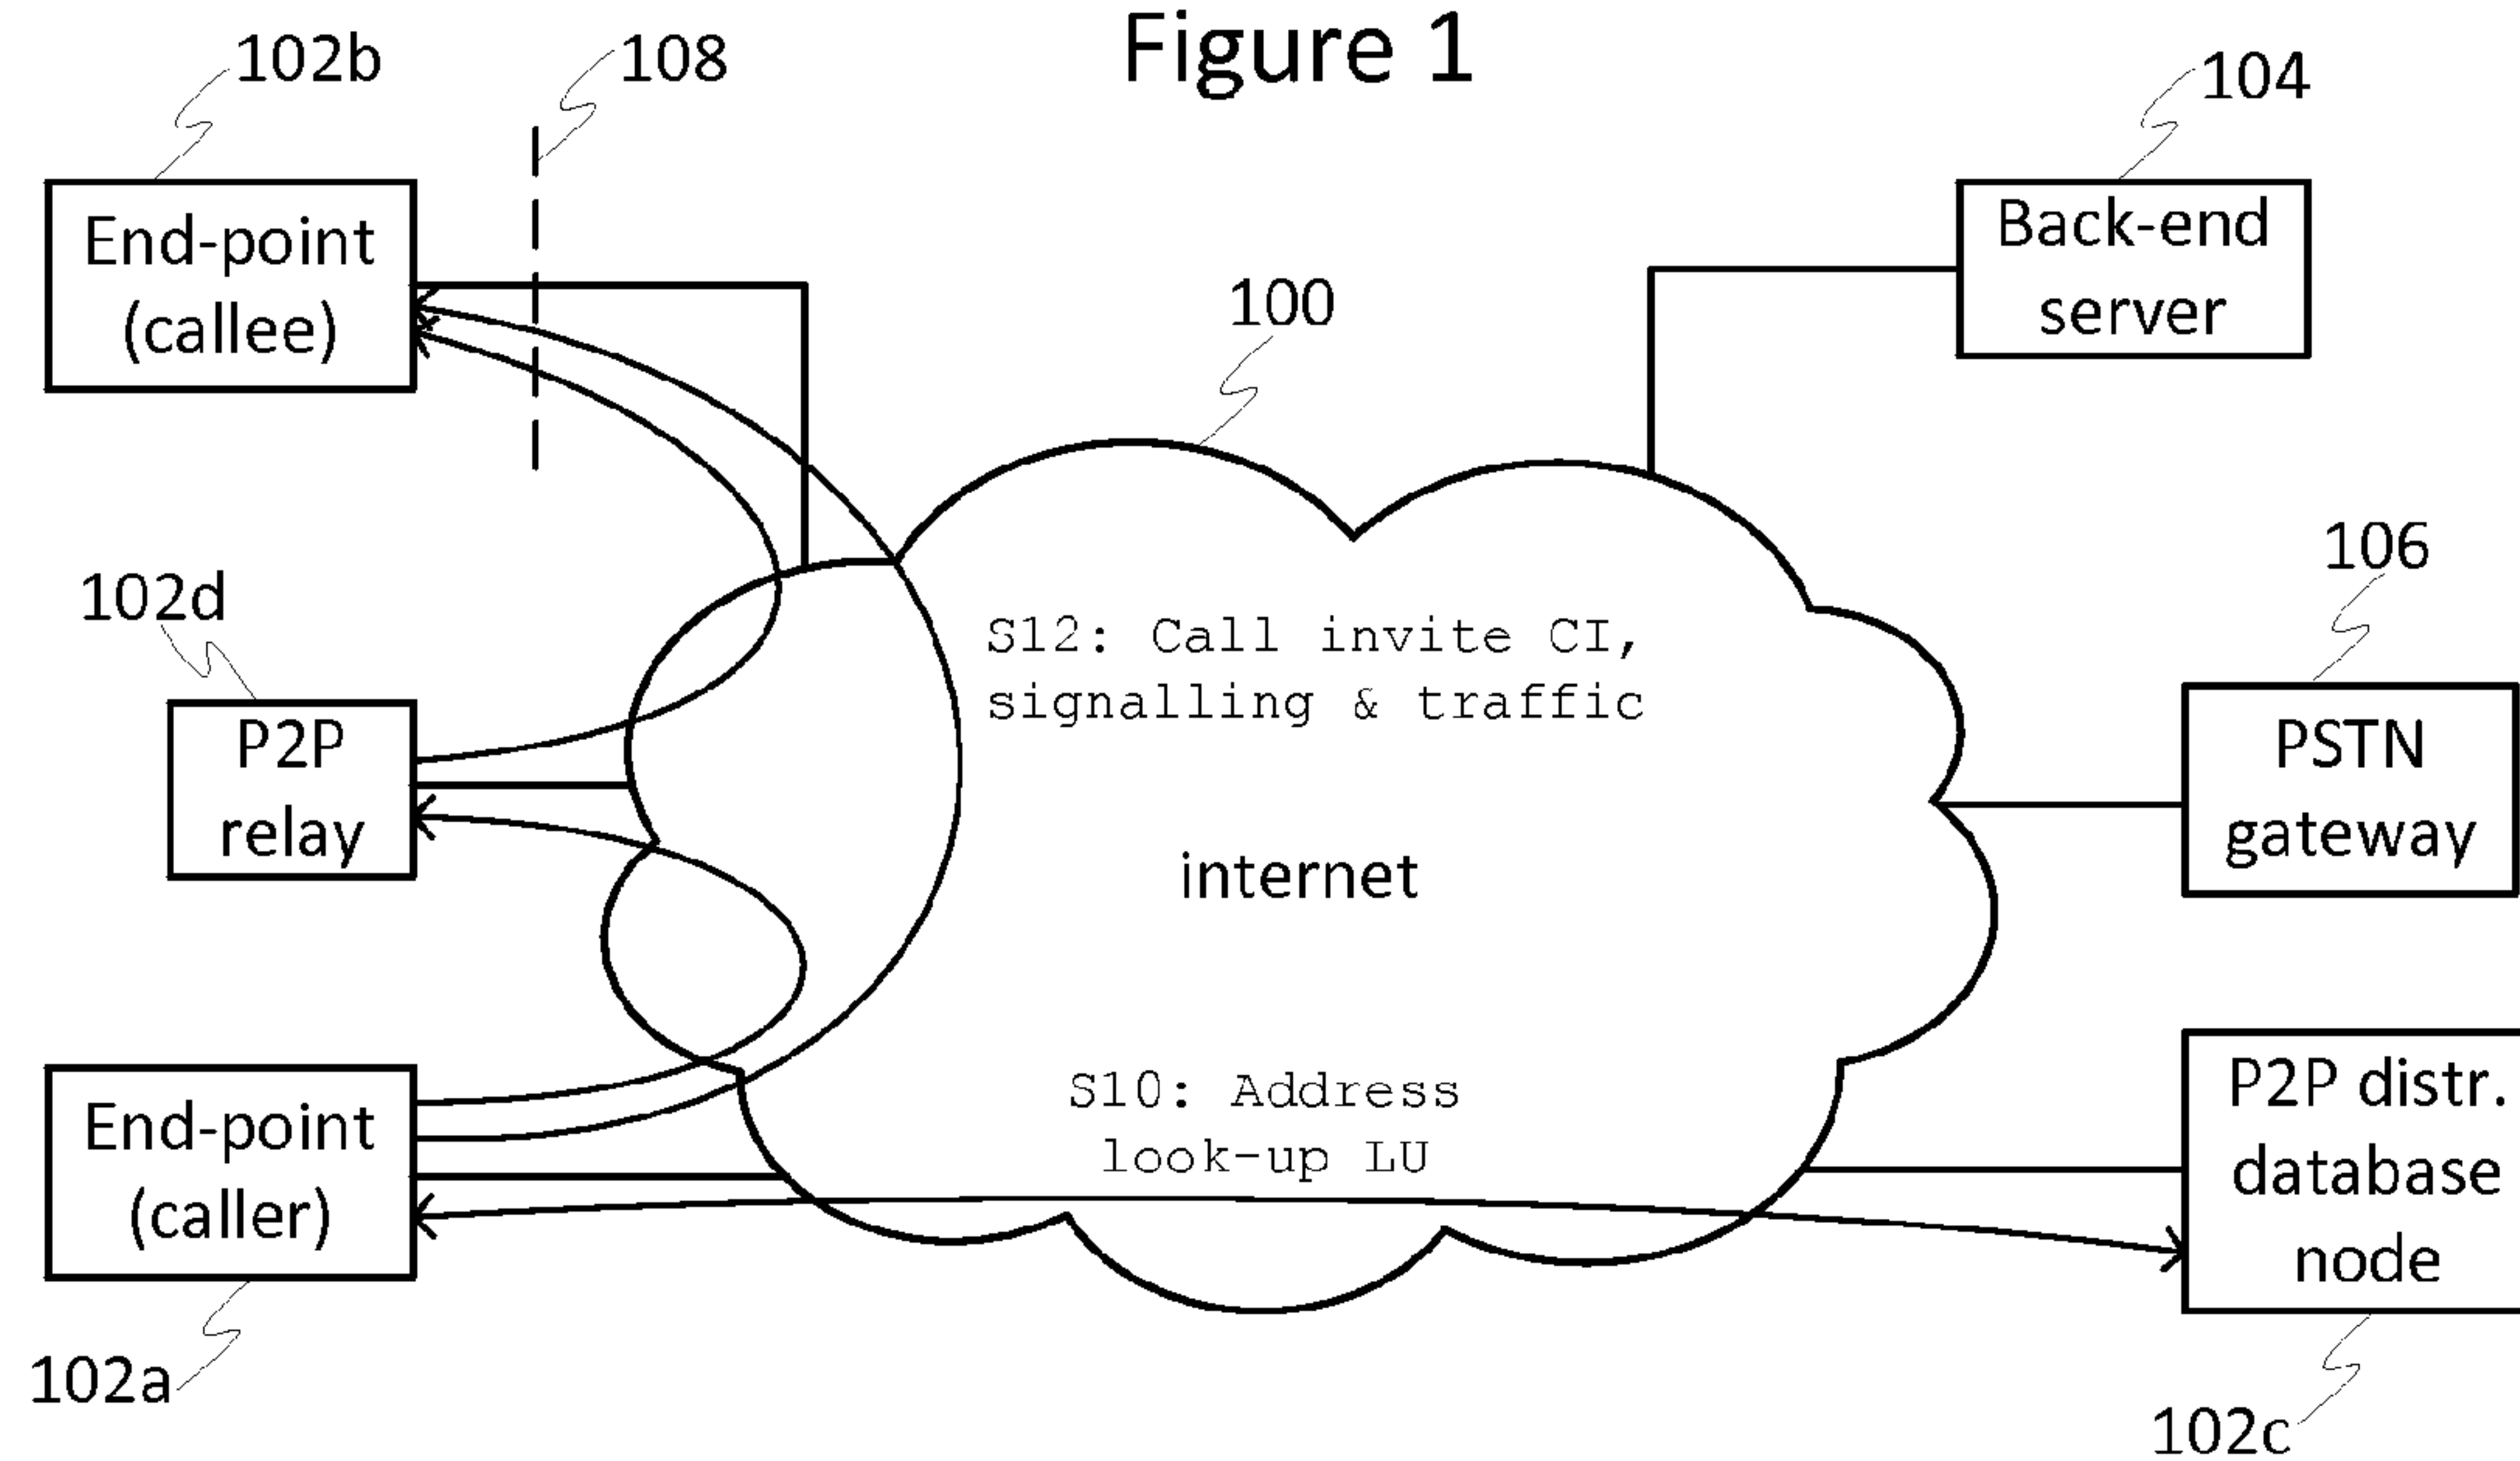 Figure 1
102b
108
104
End-point
(callee)
Back-end
server
100
102d
106
S12: Call invite CI,
signalling & traffic
P2P
relay
PSTN
gateway
internet
End-point
(caller)
S10: Address
look-up LU
P2P distr.
database
node
102a
102c